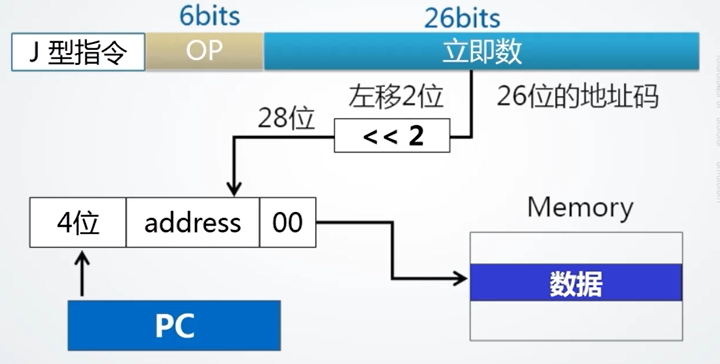 6bits
26bits
J 型指令
OP
立即数
左移2位
26位的地址码
28位
<< 2
4位
address
00
Memory
数据
PC